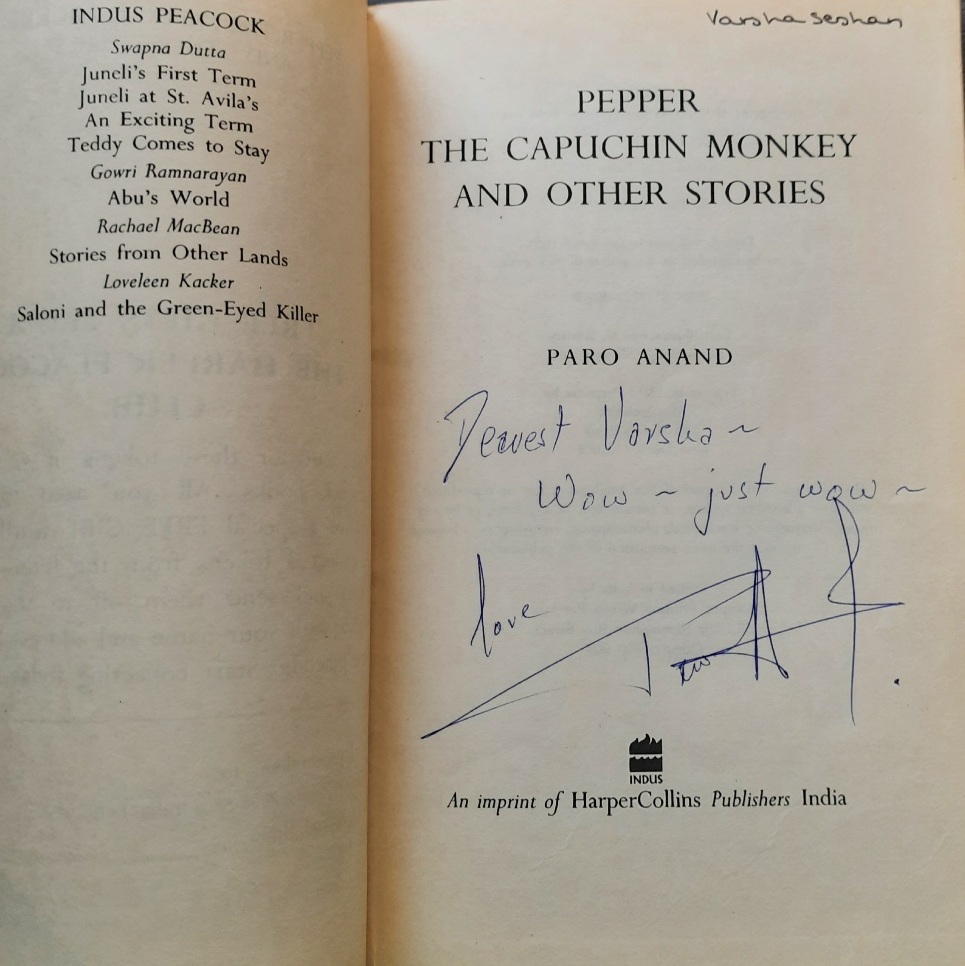 INDUS PEACOCK
Swapna Dutta
Juneli's First Term
Juneli at St. Avila's
An Exciting Term
Teddy Comes to Stay
Gowri Ramnarayan
Abu's World
Rachael MacBean
Stories from Other Lands
Loveleen Kacker
Saloni and the Green-Eyed Killer
Varsha Seshan
PEPPER
THE CAPUCHIN MONKEY
AND OTHER STORIES
PARO ANAND
Dearest Varsha ~
Wow ~ just wow ~
love
INDUS
An imprint of HarperCollins Publishers India